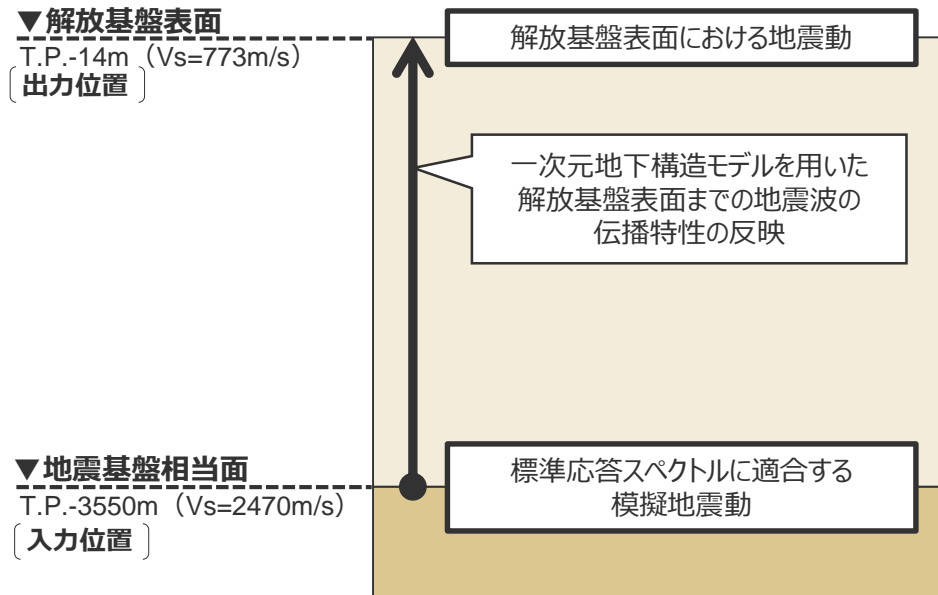 ▼解放基盤表面
T.P.-14m（Vs=773m/s）
〔出力位置〕
解放基盤表面における地震動
一次元地下構造モデルを用いた
解放基盤表面までの地震波の
伝播特性の反映
▼地震基盤相当面
T.P.-3550m（Vs=2470m/s）
〔入力位置〕
標準応答スペクトルに適合する
模擬地震動